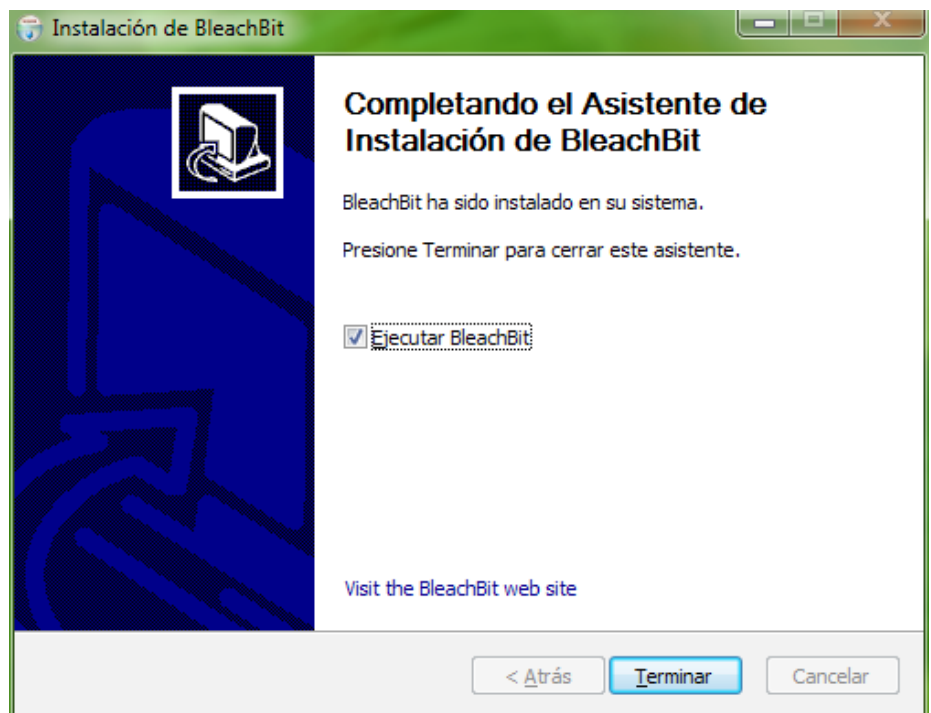 Instalación de BleachBit
Completando el Asistente de
Instalación de BleachBit
BleachBit ha sido instalado en su sistema.
Presione Terminar para cerrar este asistente.
Ejecutar BleachBit
Visit the BleachBit web site
< Atrás
Terminar
Cancelar